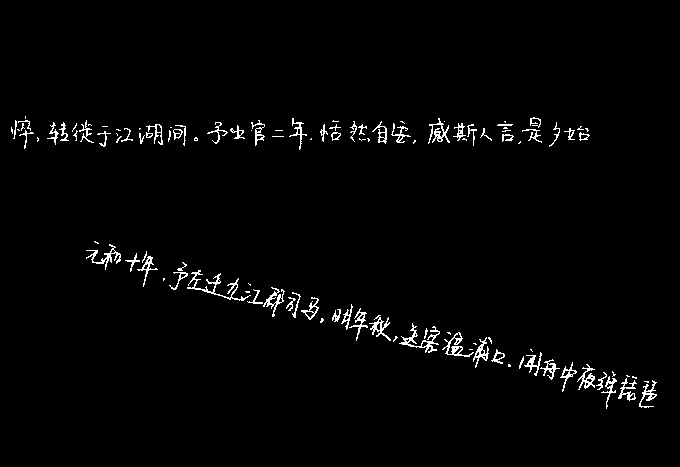 悴,转徙于江湖间。予出官二年.恬然自安,感斯人言,是夕始
元和十年.予左迁九江郡司马,明年秋,送客湓浦口.闻舟中夜弹琵琶